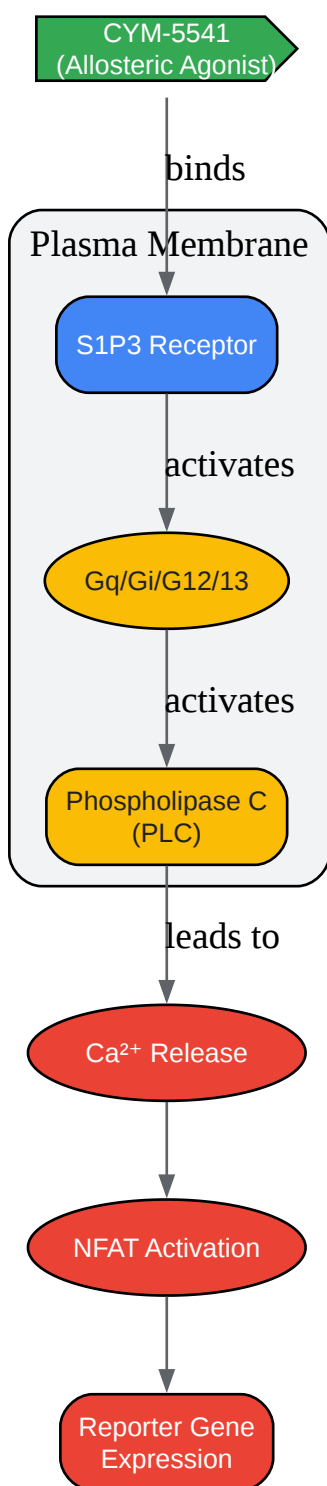 CYM-5541
(Allosteric Agonist)
binds
Plasma Membrane
S1P3 Receptor
activates
Gq/Gi/G12/13
activates
Phospholipase C
(PLC)
leads to
Ca²⁺ Release
NFAT Activation
Reporter Gene
Expression